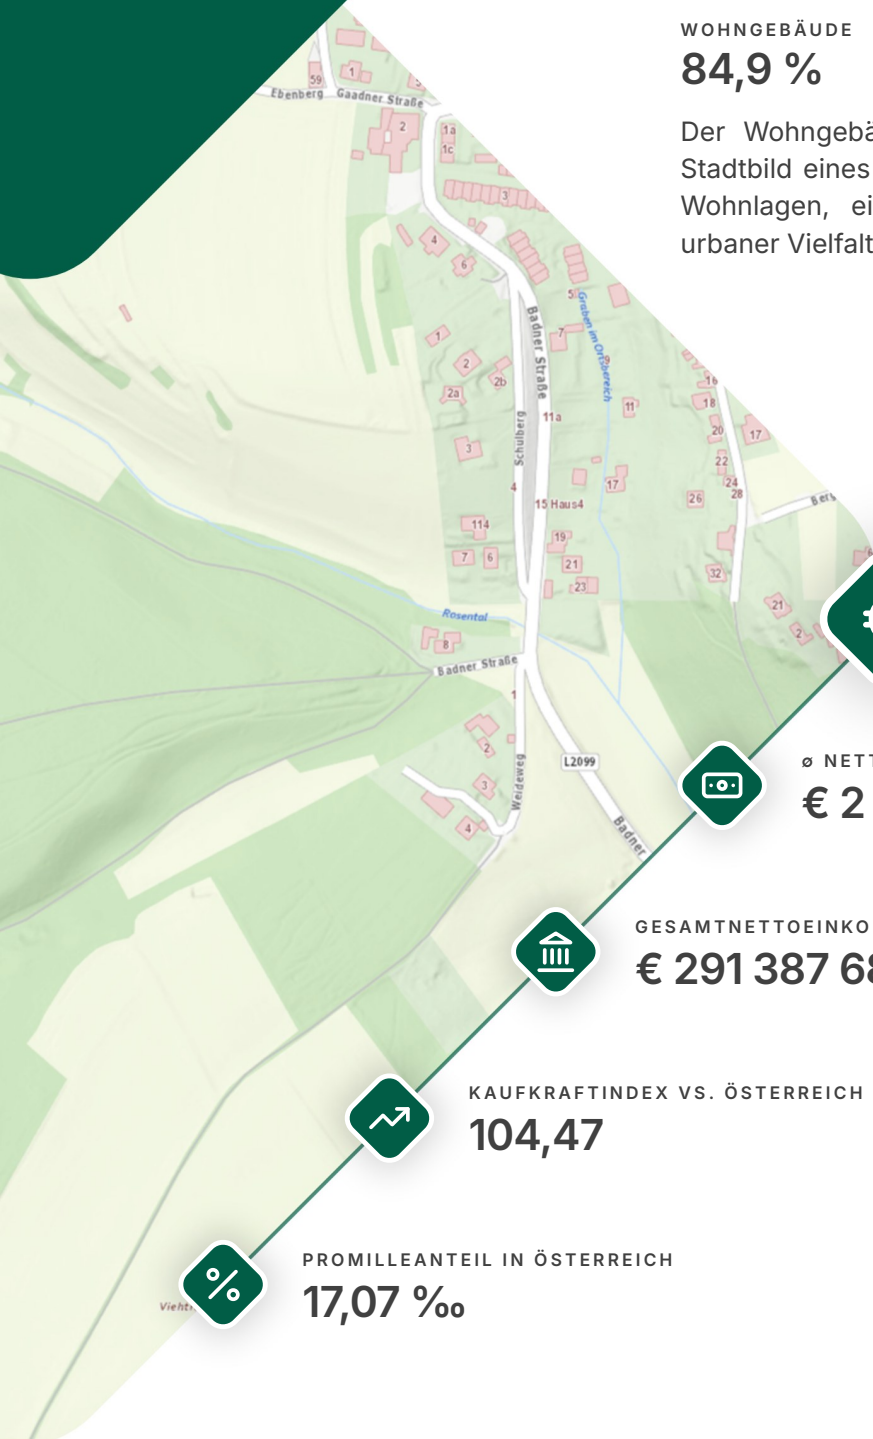 WOHNGEBÄUDE
84,9 %
Der Wohngebä
Stadtbild eines
Wohnlagen, ei
urbaner Vielfalt
59
1
Ebenberg
Gaadner Straße
2
1a
1c
3
4
6
5
Graben im Ortsbereich
Badner Straße
7
9
1
2
2b
2a
11a
11
16
18
20
17
22
24
28
26
Schulberg
3
4
17
15 Haus4
Berg
114
19
7
6
21
23
32
21
2
Rosental
8
Badner Straße
1
2
L2099
Weideweg
3
4
Badner
ø NETT
€ 2
GESAMTNETTOEINKO
€ 291 387 68
KAUFKRAFTINDEX VS. ÖSTERREICH
104,47
PROMILLEANTEIL IN ÖSTERREICH
17,07 ‰